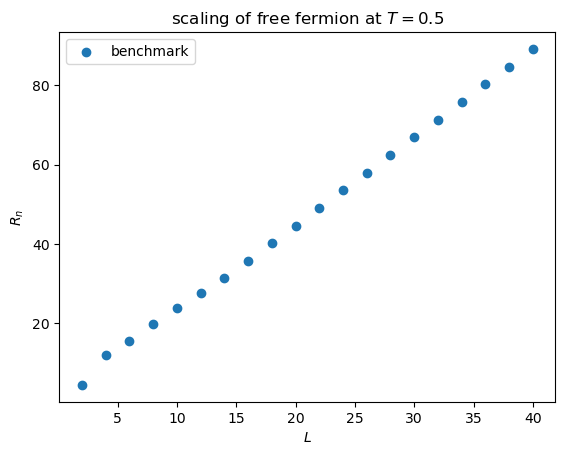 scaling of free fermion at $T = 0.5$
benchmark
80
60
40
20
$R_n$
5 10 15 20 25 30 35 40
$L$